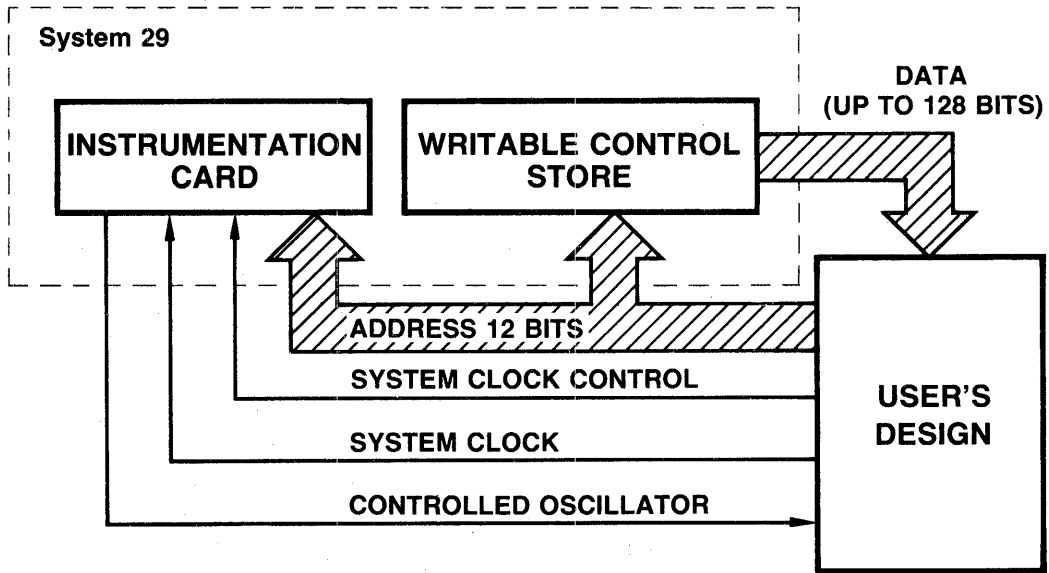 System 29
DATA
(UP TO 128 BITS)
INSTRUMENTATION
CARD
WRITABLE CONTROL
STORE
ADDRESS 12 BITS
SYSTEM CLOCK CONTROL
USER'S
DESIGN
SYSTEM CLOCK
CONTROLLED OSCILLATOR